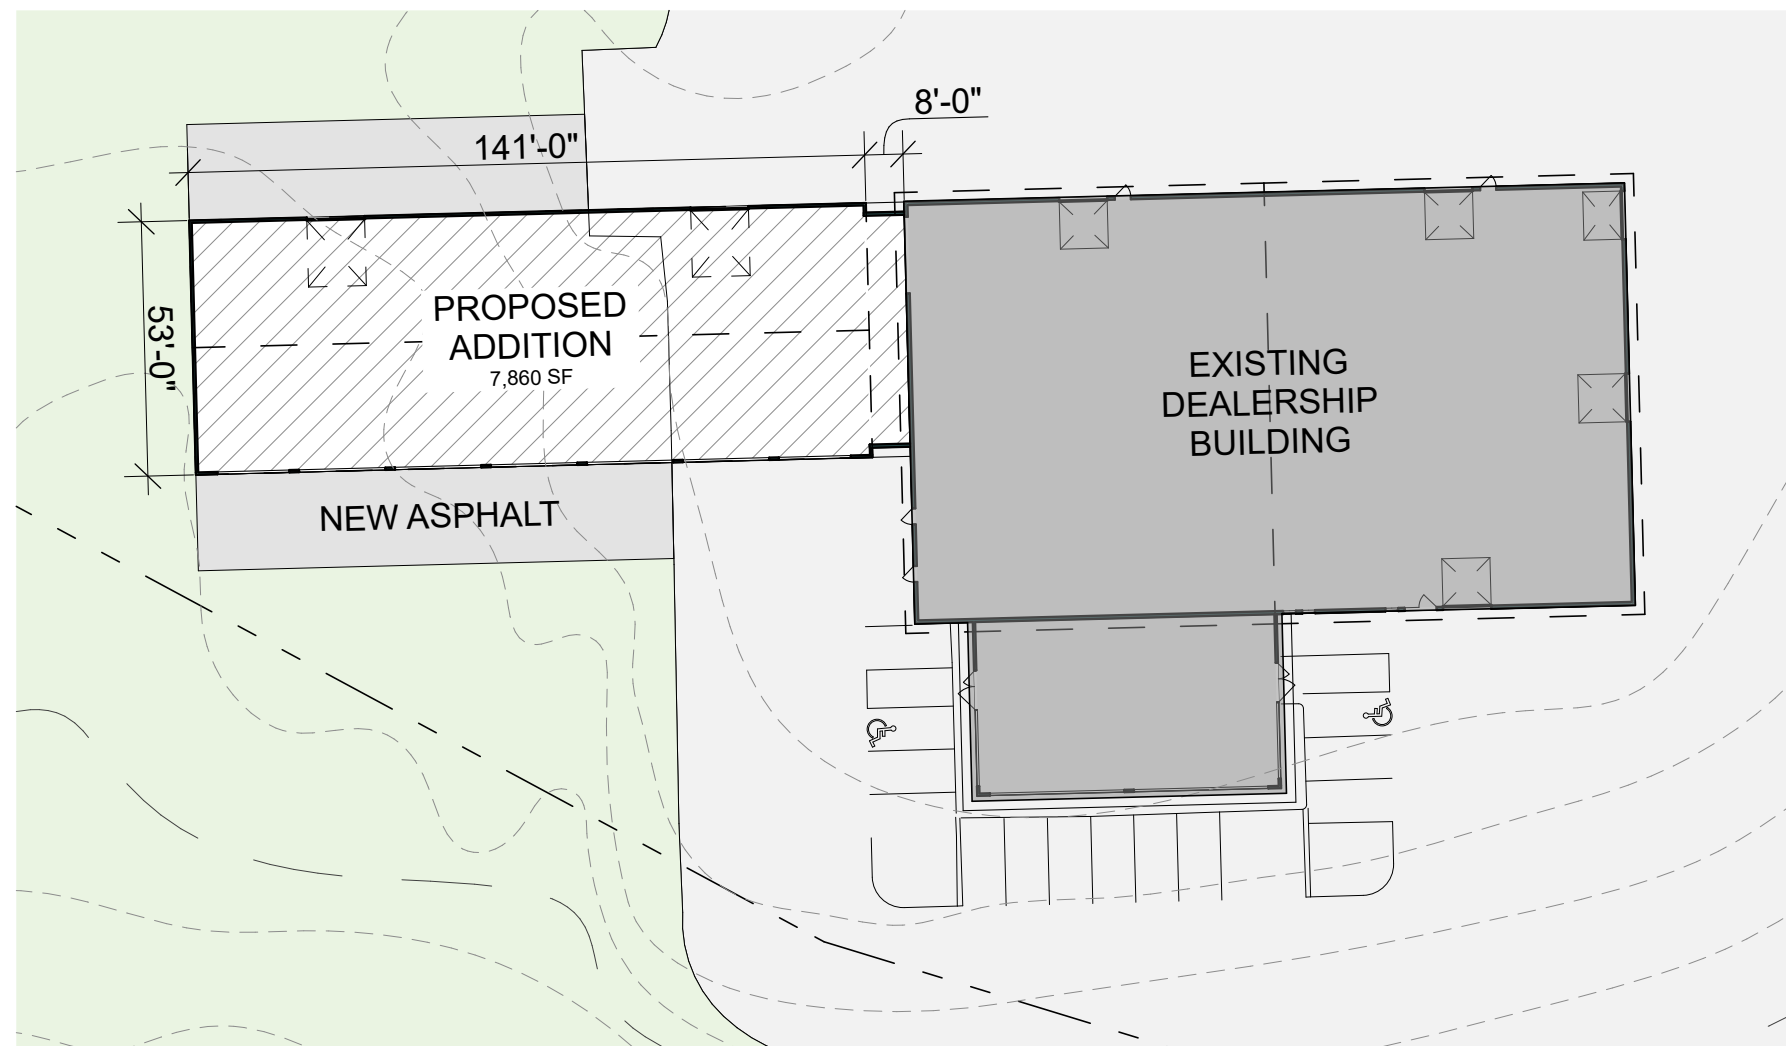 8'-0"
141'-0"
53'-0"
PROPOSED
ADDITION
7,860 SF
EXISTING
DEALERSHIP
BUILDING
NEW ASPHALT